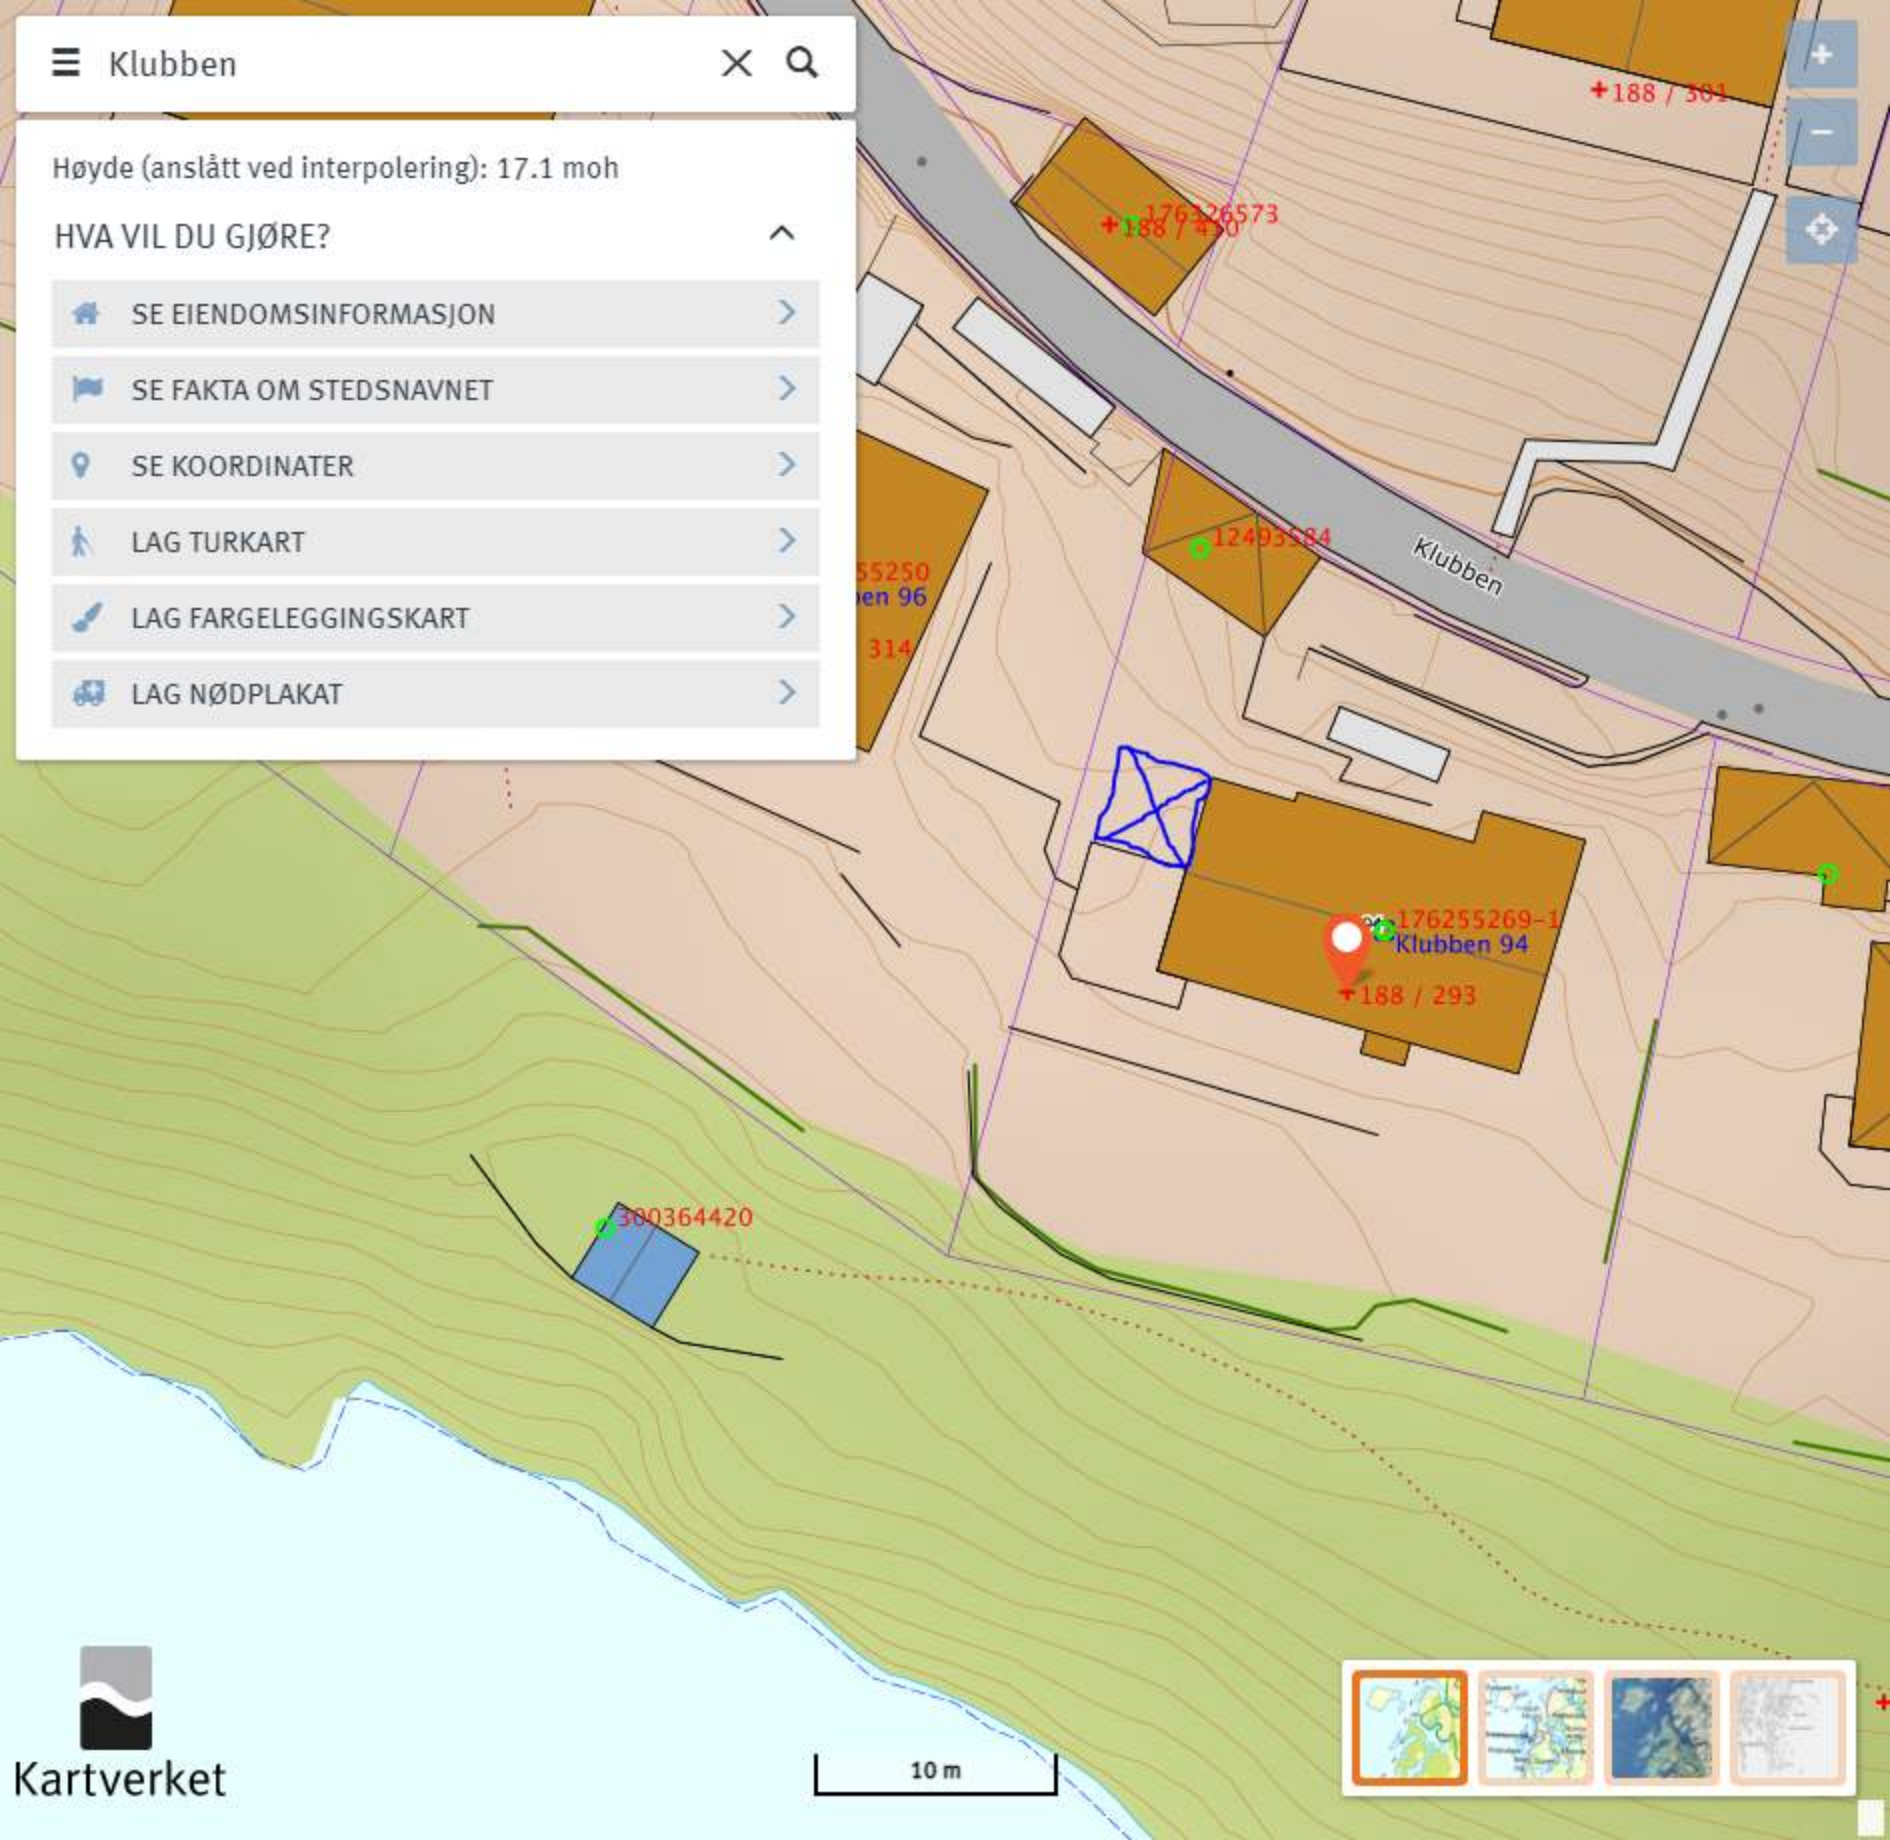 Klubben
Høyde (anslått ved interpolering): 17.1 moh
HVA VIL DU GJØRE?
SE EIENDOMSINFORMASJON
SE FAKTA OM STEDSNAVNET
SE KOORDINATER
LAG TURKART
LAG FARGELEGGINGSKART
LAG NØDPLAKAT
188 / 301
176326573
188 / 410
12493584
Klubben
55250
en 96
314
176255269-1
Klubben 94
188 / 293
300364420
Kartverket
10 m